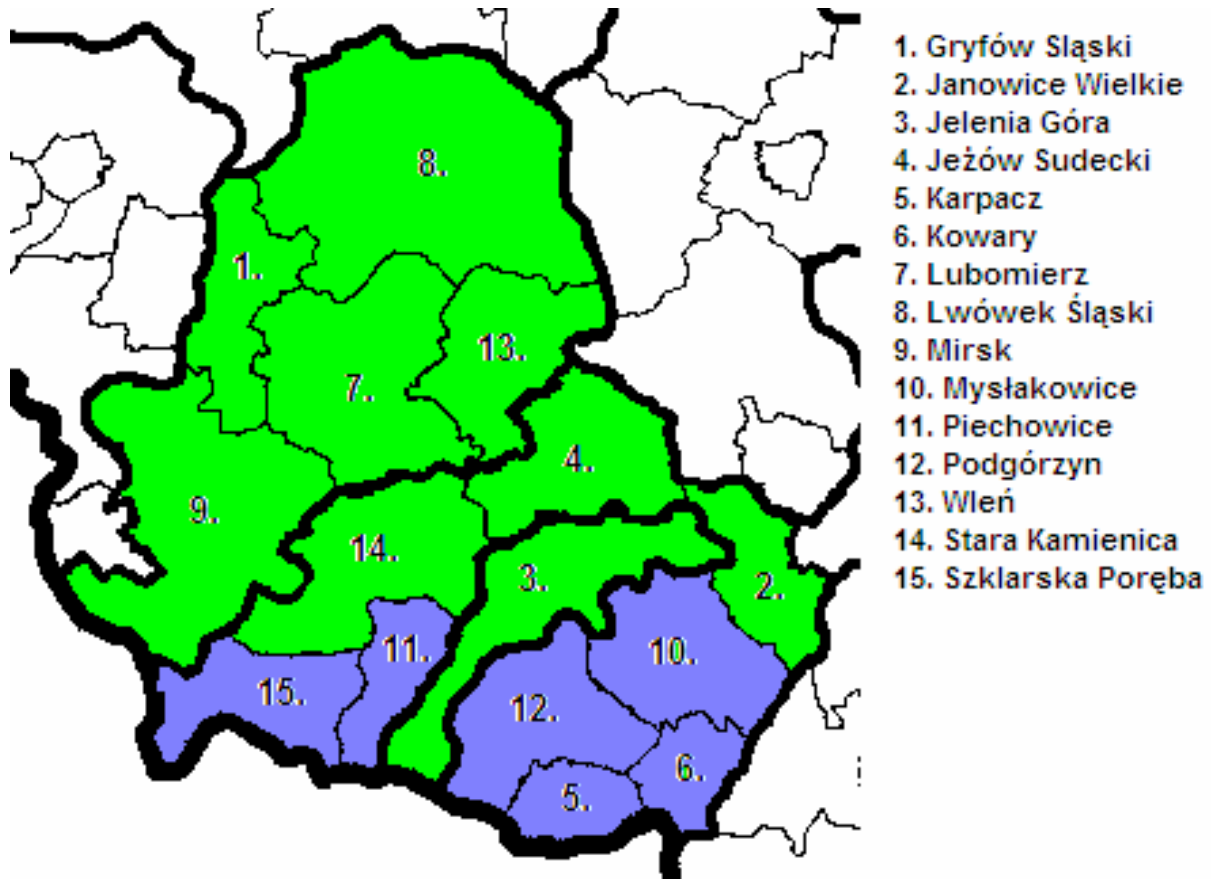 1. Gryfów Sląski
2. Janowice Wielkie
3. Jelenia Góra
4. Jeżów Sudecki
5. Karpacz
6. Kowary
7. Lubomierz
8. Lwówek Śląski
9. Mirsk
10. Mysłakowice
11. Piechowice
12. Podgórzyn
13. Wleń
14. Stara Kamienica
15. Szklarska Poręba
8.
1.
13.
7.
4.
9.
14.
3.
2.
11.
10.
15.
12.
6.
5.